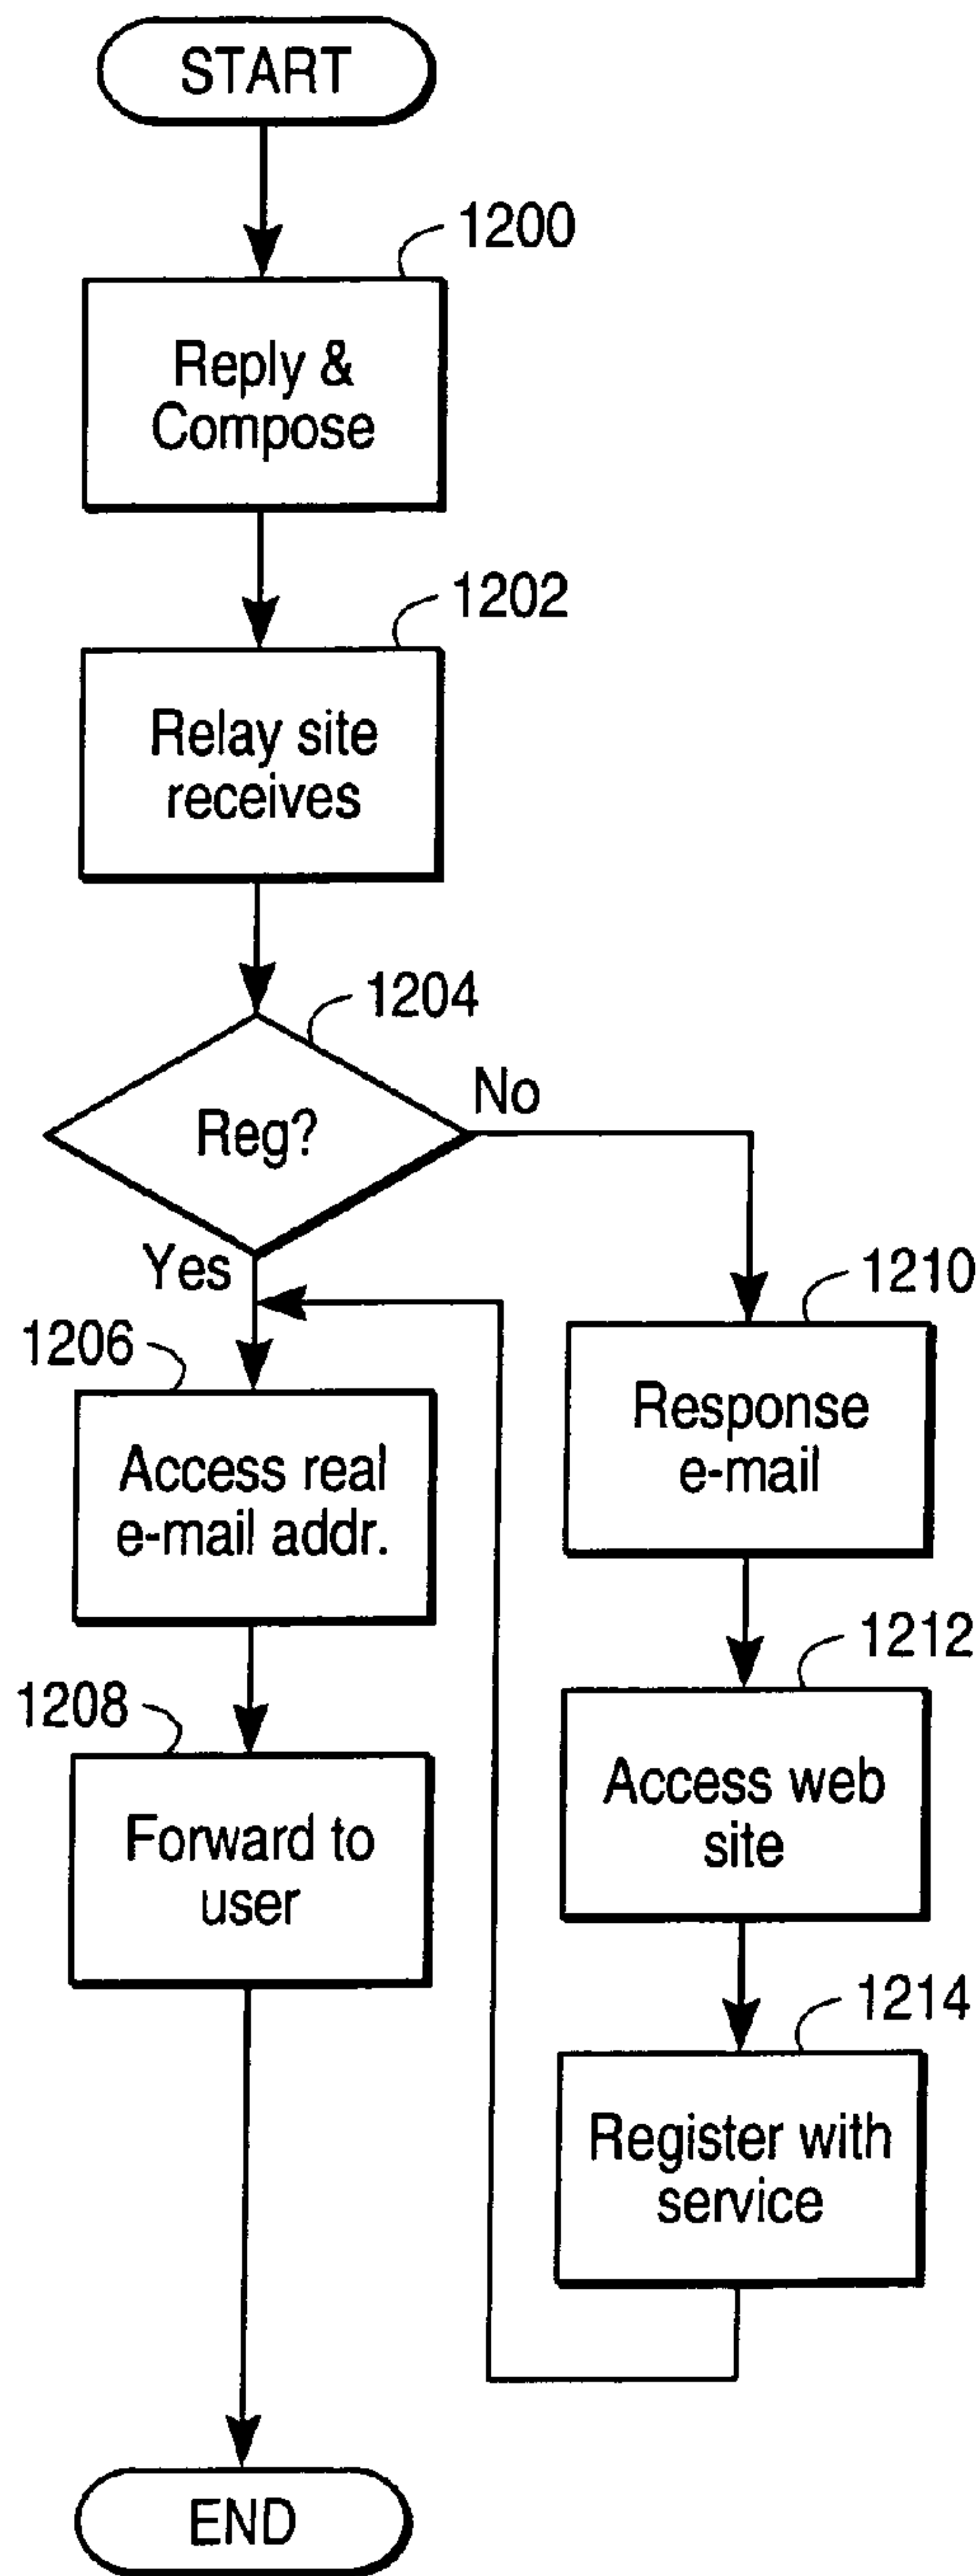 START
1200
Reply &
Compose
1202
Relay site
receives
1204
Reg?
No
Yes
1206
Access real
e-mail addr.
1208
Forward to
user
1210
Response
e-mail
1212
Access web
site
1214
Register with
service
END